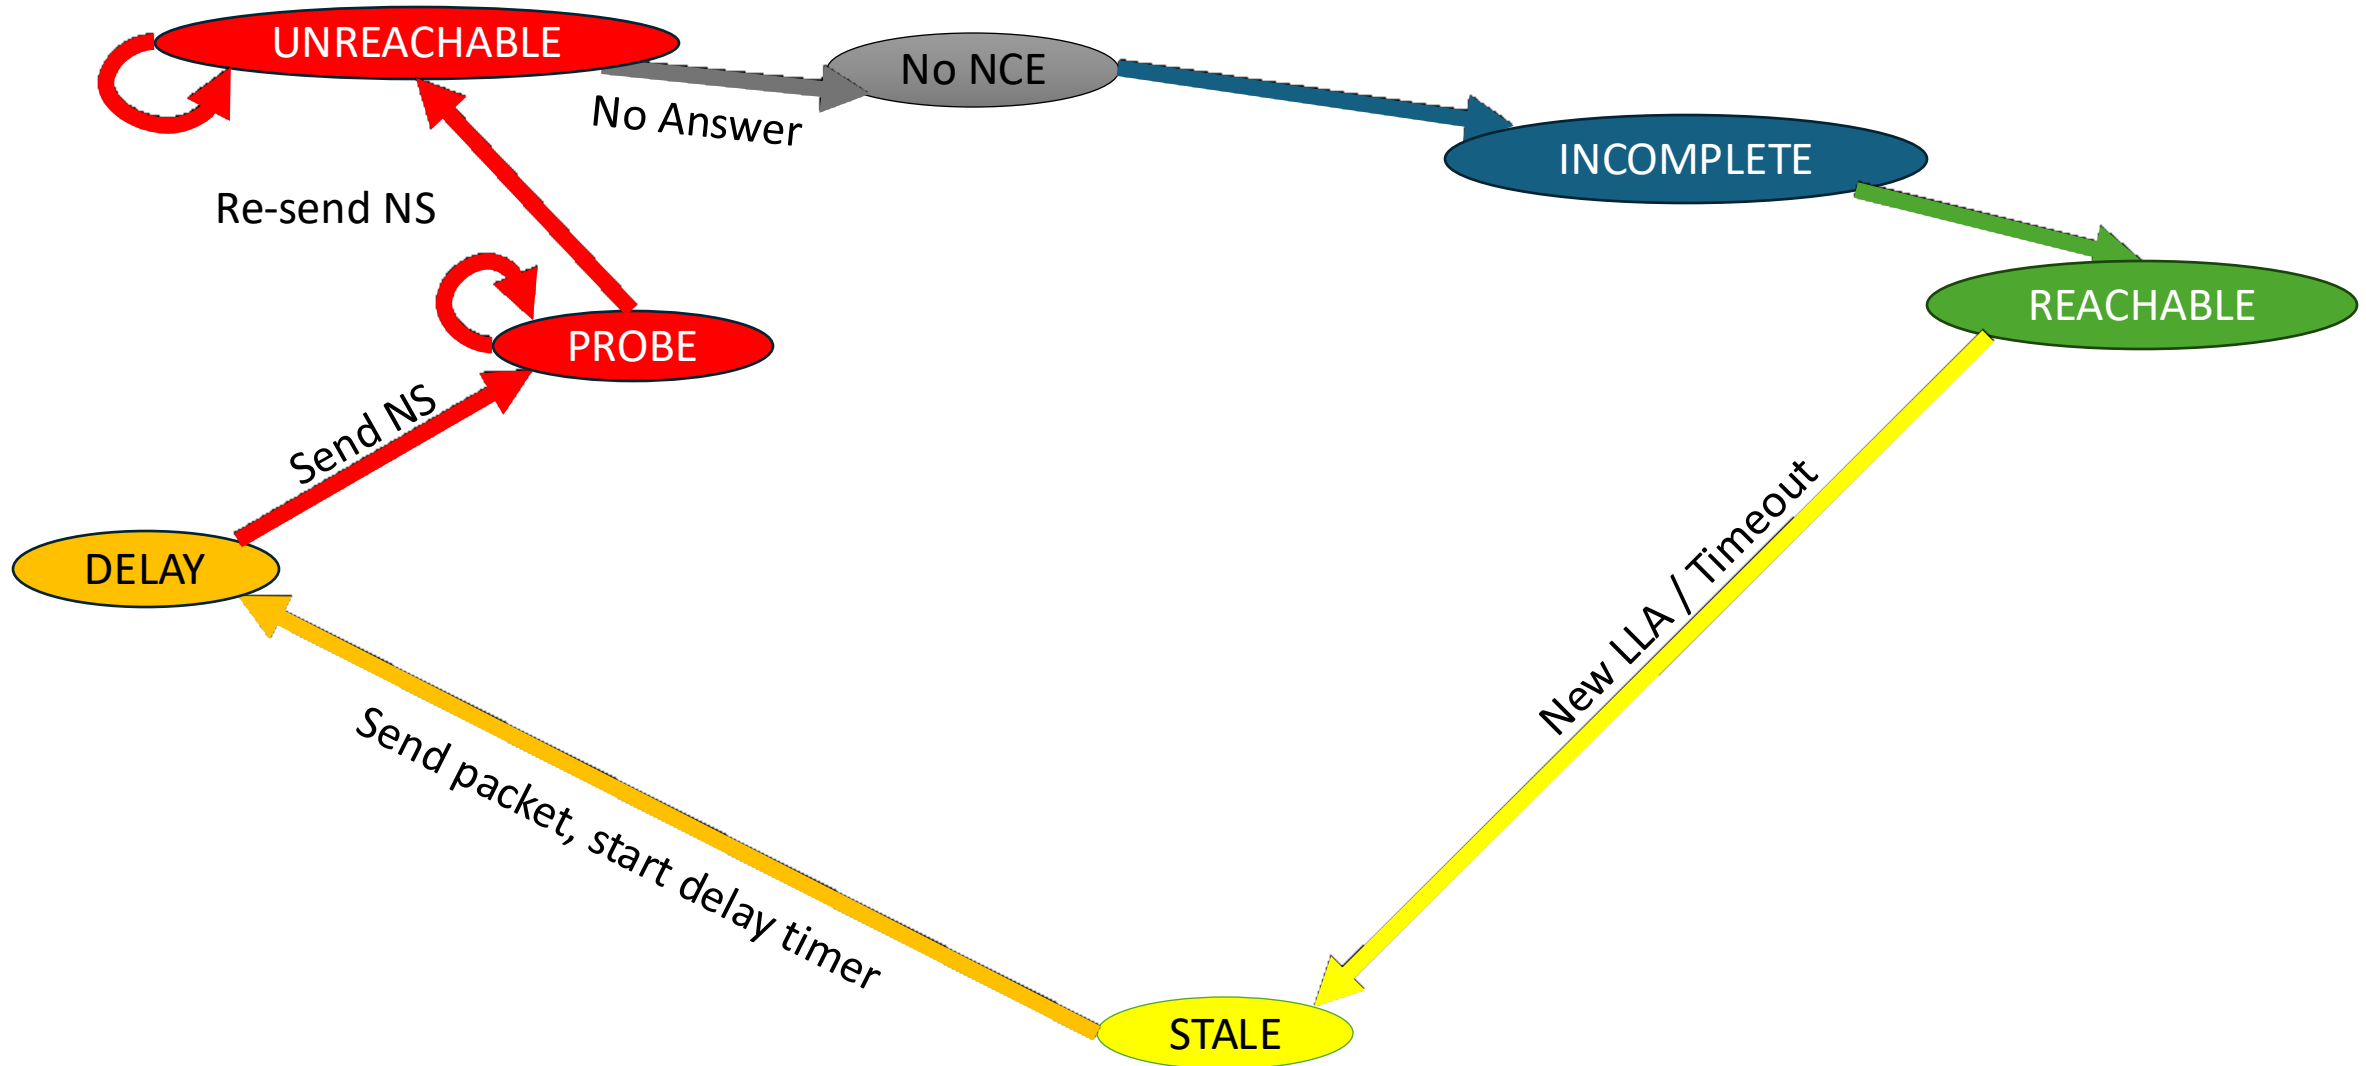 UNREACHABLE
No NCE
No Answer
INCOMPLETE
Re-send NS
REACHABLE
PROBE
Send NS
DELAY
New LLA / Timeout
Send packet, start delay timer
STALE